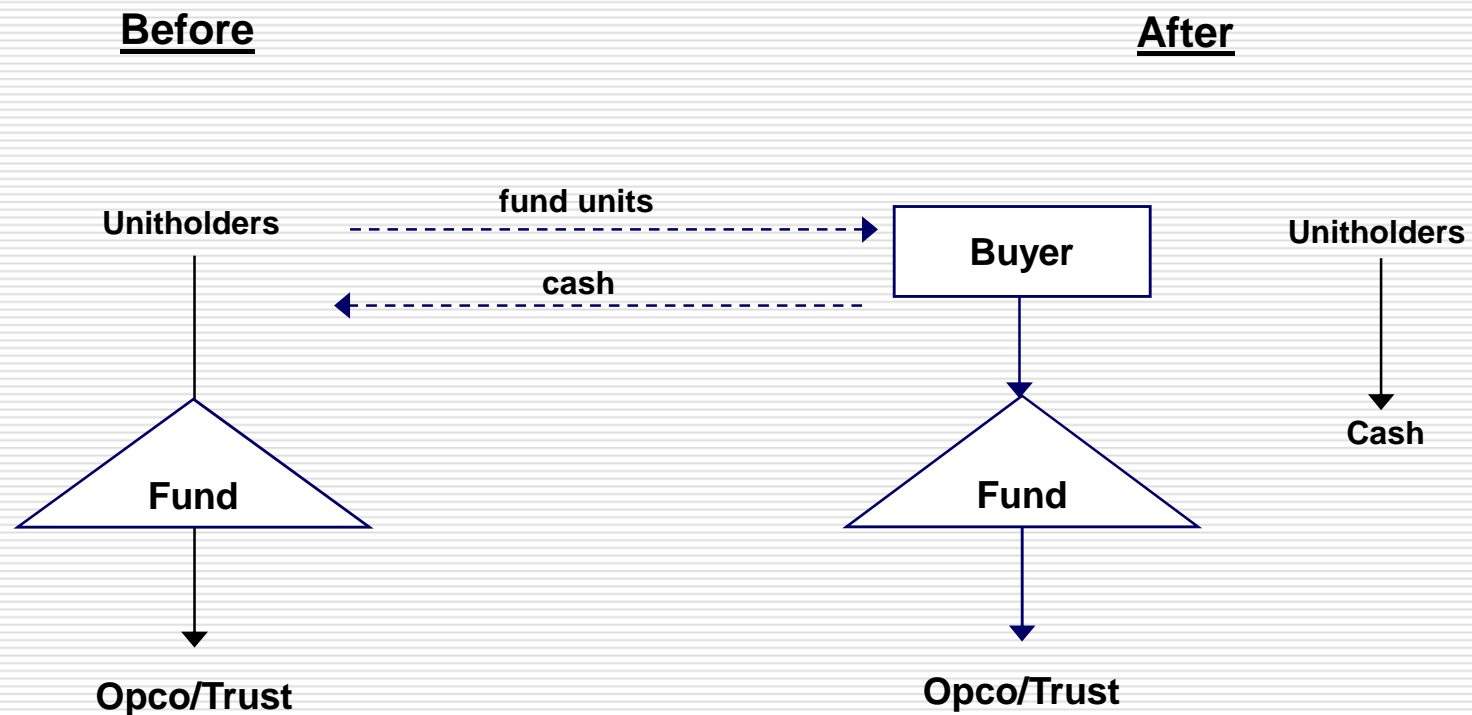 Before
After
fund units
Unitholders
Buyer
Unitholders
cash
Cash
Fund
Fund
Opco/Trust
Opco/Trust